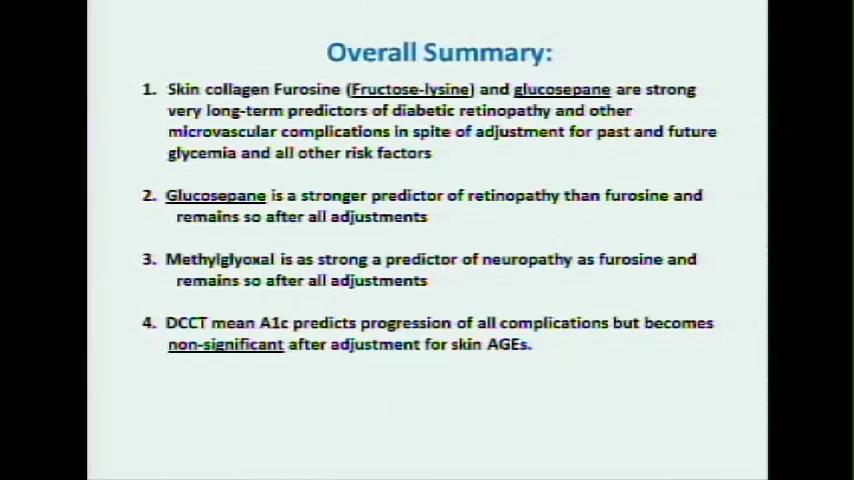 Overall Summary:
1. Skin collagen Furosine (Fructose-lysine) and glucosepane are strong
very long-term predictors of diabetic retinopathy and other
microvascular complications in spite of adjustment for past and future
glycemia and all other risk factors
2. Glucosepane is a stronger predictor of retinopathy than furosine and
remains so after all adjustments
3. Methylglyoxal is as strong a predictor of neuropathy as furosine and
remains so after all adjustments
4. DCCT mean A1c predicts progression of all complications but becomes
non-significant after adjustment for skin AGEs.